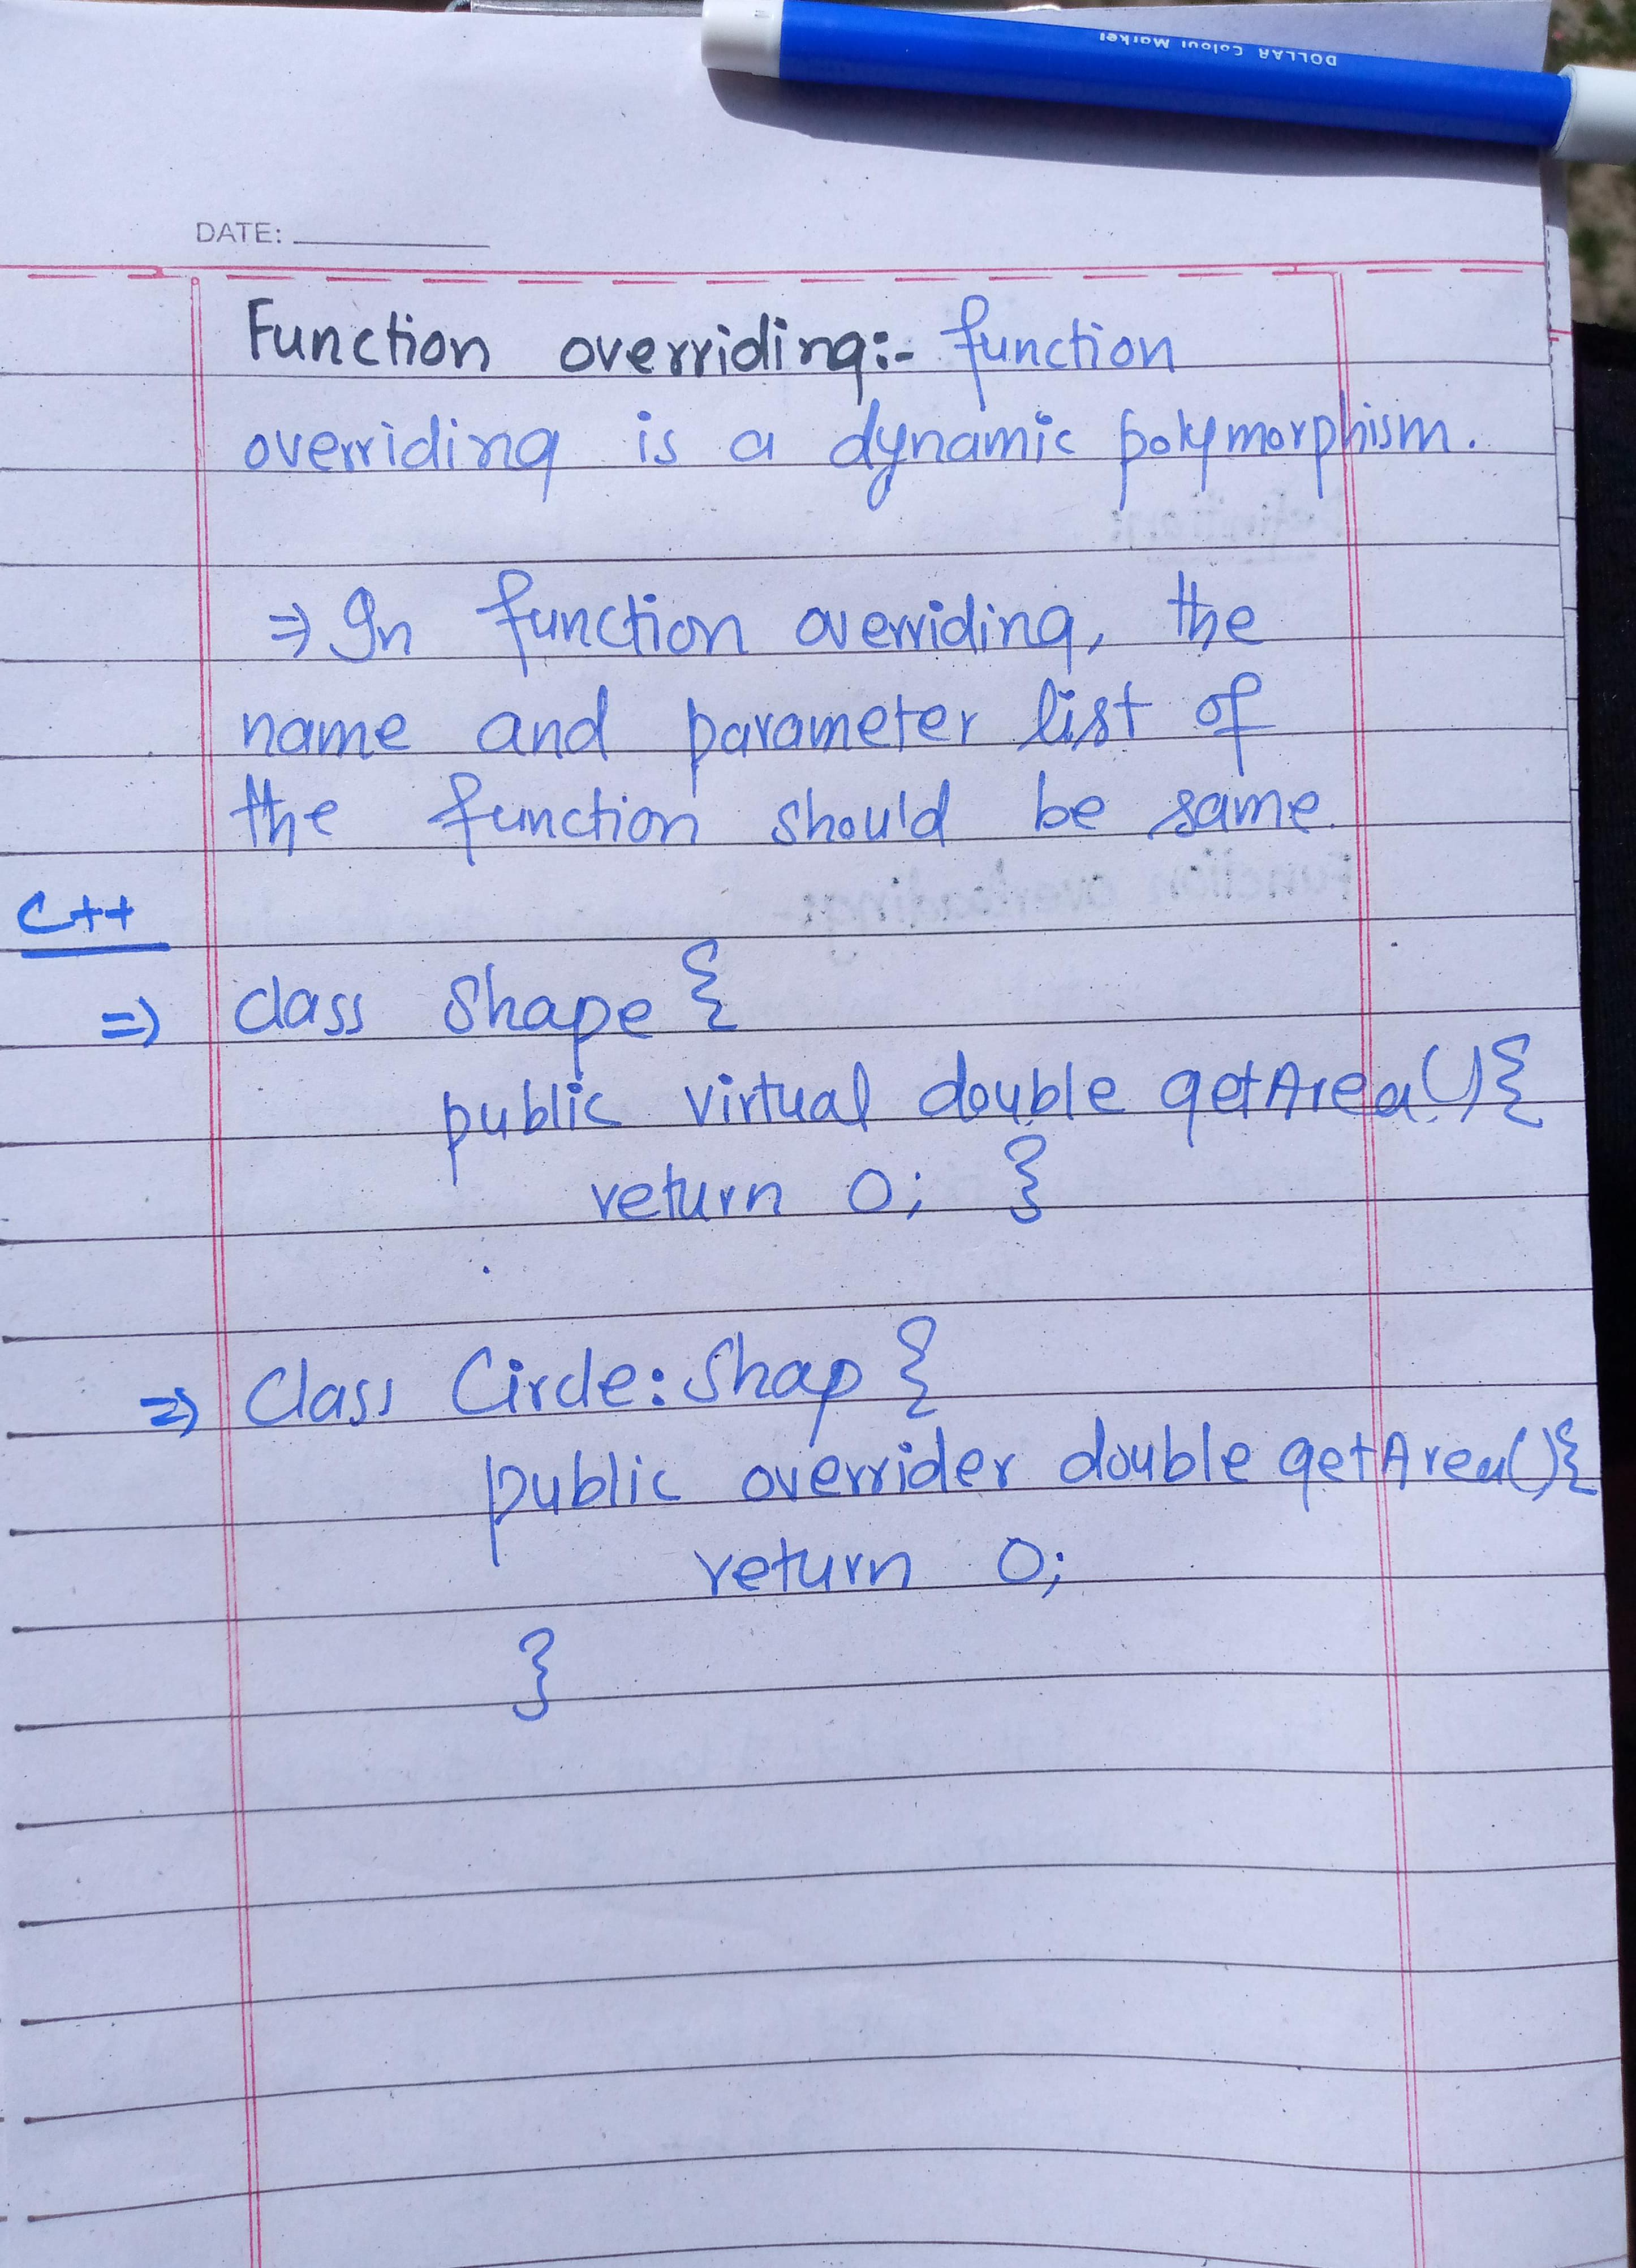 DOLLAR Colour Marker
DATE:
Function overriding:- function
overriding is a dynamic polymorphism.
⇒ In function overriding, the
name and parameter list of
the function should be same.
C++
⇒ class Shape {
public virtual double getArea(){
return 0; }
⇒ Class Circle:Shap {
public overrider double getArea(){
return 0;
}